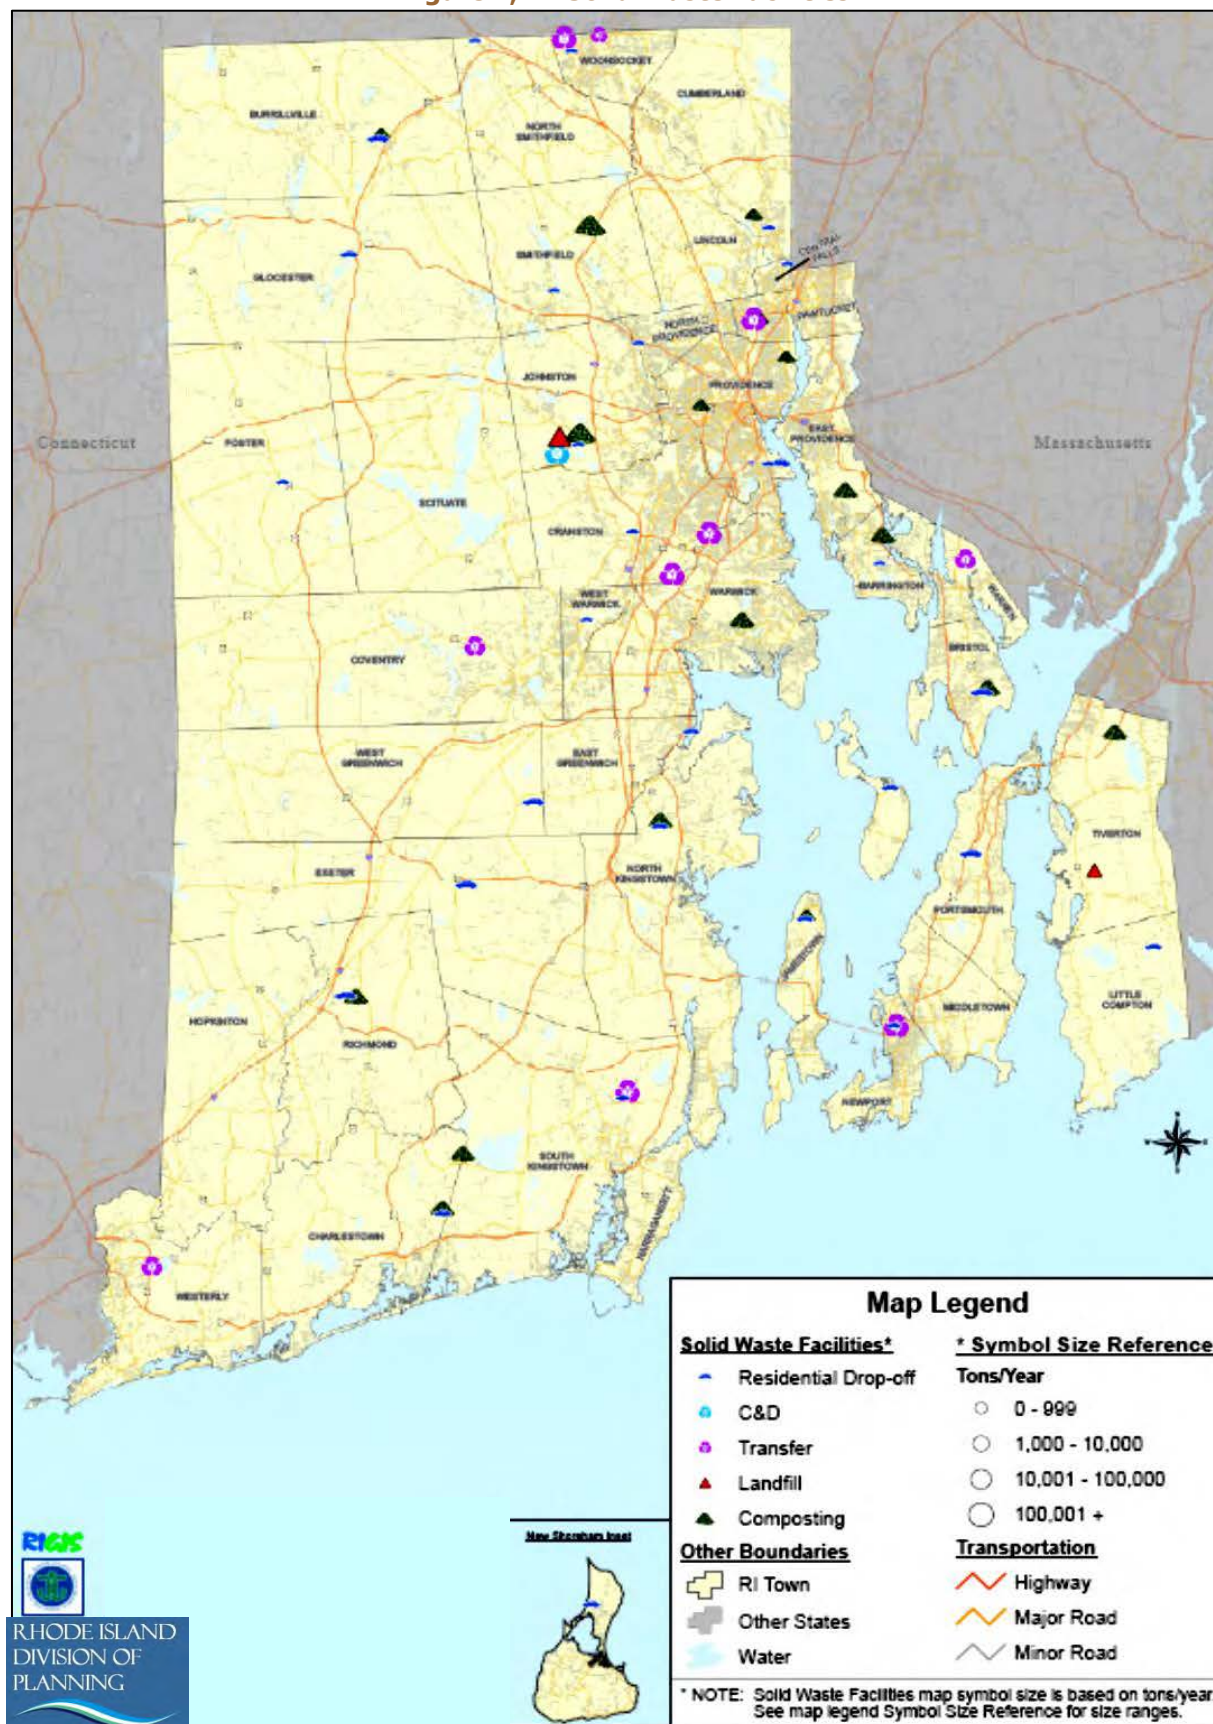 WOONSOCKET
CUMBERLAND
BURRILLVILLE
NORTH
SMITHFIELD
LINCOLN
CENTRAL
FALLS
SMITHFIELD
GLOCESTER
NORTH
PROVIDENCE
PAWTUCKET
JOHNSTON
PROVIDENCE
Connecticut
FOSTER
EAST
PROVIDENCE
Massachusetts
SCITUATE
CRANSTON
WEST
WARWICK
WARWICK
BARRINGTON
WARREN
COVENTRY
BRISTOL
WEST
GREENWICH
EAST
GREENWICH
TIVERTON
EXETER
NORTH
KINGSTOWN
PORTSMOUTH
JAMESTOWN
HOPKINTON
MIDDLETOWN
LITTLE
COMPTON
RICHMOND
NEWPORT
SOUTH
KINGSTOWN
NARRAGANSETT
CHARLESTOWN
WESTERLY
Map Legend
Solid Waste Facilities*
Residential Drop-off
C&D
Transfer
Landfill
Composting
Other Boundaries
RI Town
Other States
Water
* Symbol Size Reference
Tons/Year
0 - 999
1,000 - 10,000
10,001 - 100,000
100,001 +
Transportation
Highway
Major Road
Minor Road
* NOTE: Solid Waste Facilities map symbol size is based on tons/year.
See map legend Symbol Size Reference for size ranges.
New Shoreham Inset
RIGIS
RHODE ISLAND
DIVISION OF
PLANNING